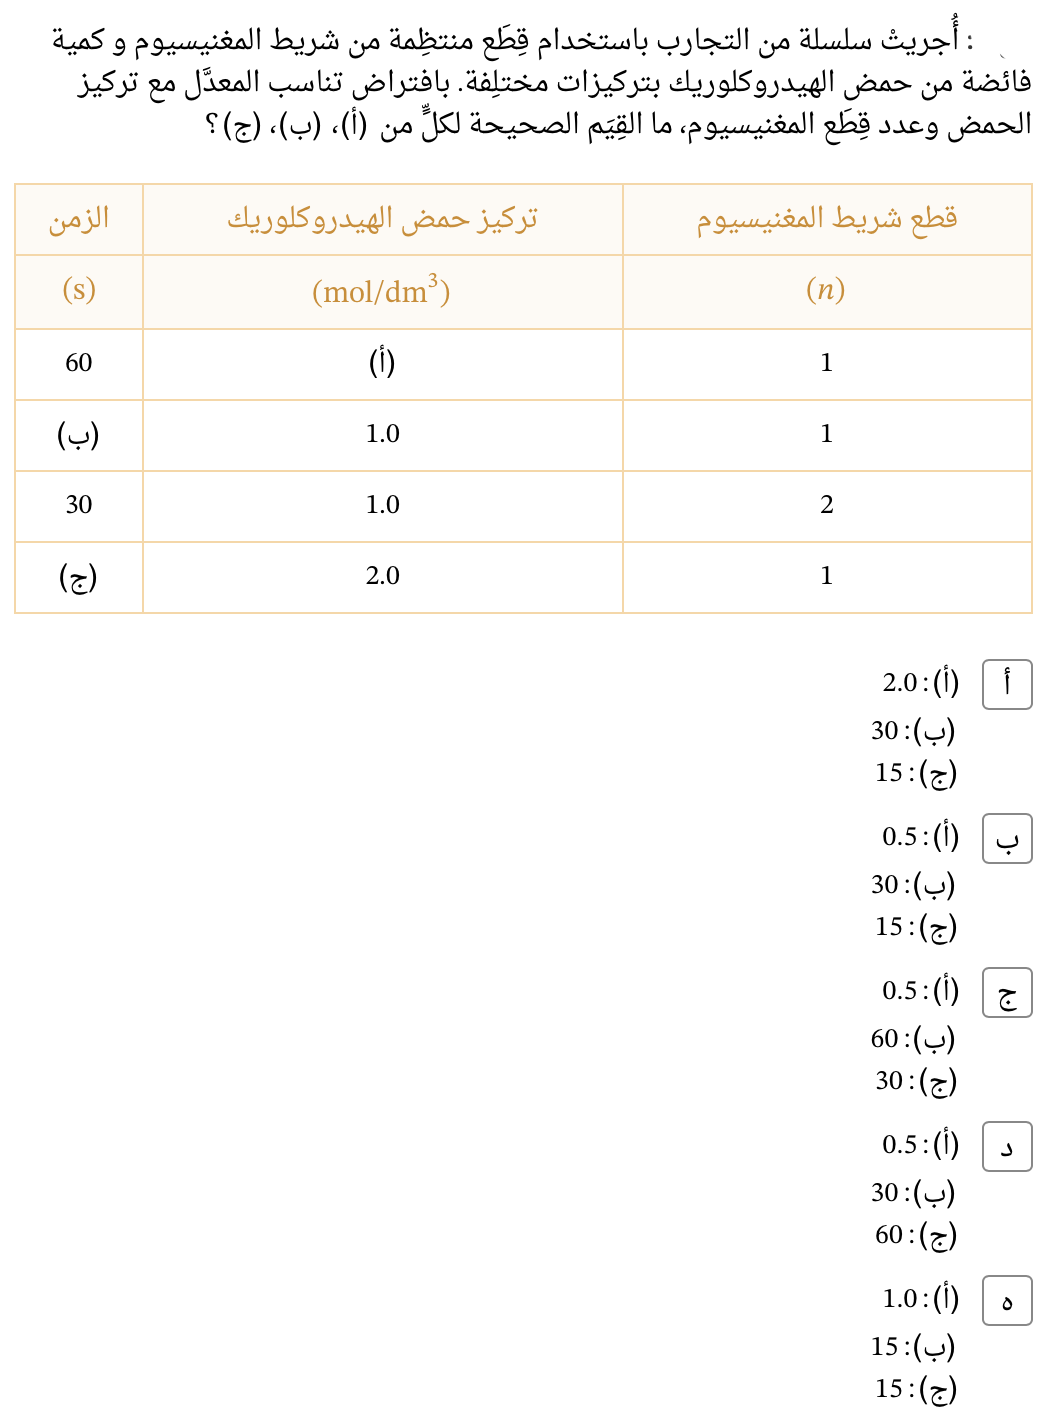 : أُجريتْ سلسلة من التجارب باستخدام قِطَع منتظِمة من شريط المغنيسيوم و كمية
فائضة من حمض الهيدروكلوريك بتركيزات مختلِفة. بافتراض تناسب المعدَّل مع تركيز
الحمض وعدد قِطَع المغنيسيوم، ما القِيَم الصحيحة لكلٍّ من (أ)، (ب)، (ج)؟
قطع شريط المغنيسيوم تركيز حمض الهيدروكلوريك الزمن
(n) (mol/dm³) (s)
1 (أ) 60
1 1.0 (ب)
2 1.0 30
1 2.0 (ج)
أ (أ): 2.0
(ب): 30
(ج): 15
ب (أ): 0.5
(ب): 30
(ج): 15
ج (أ): 0.5
(ب): 60
(ج): 30
د (أ): 0.5
(ب): 30
(ج): 60
ه (أ): 1.0
(ب): 15
(ج): 15